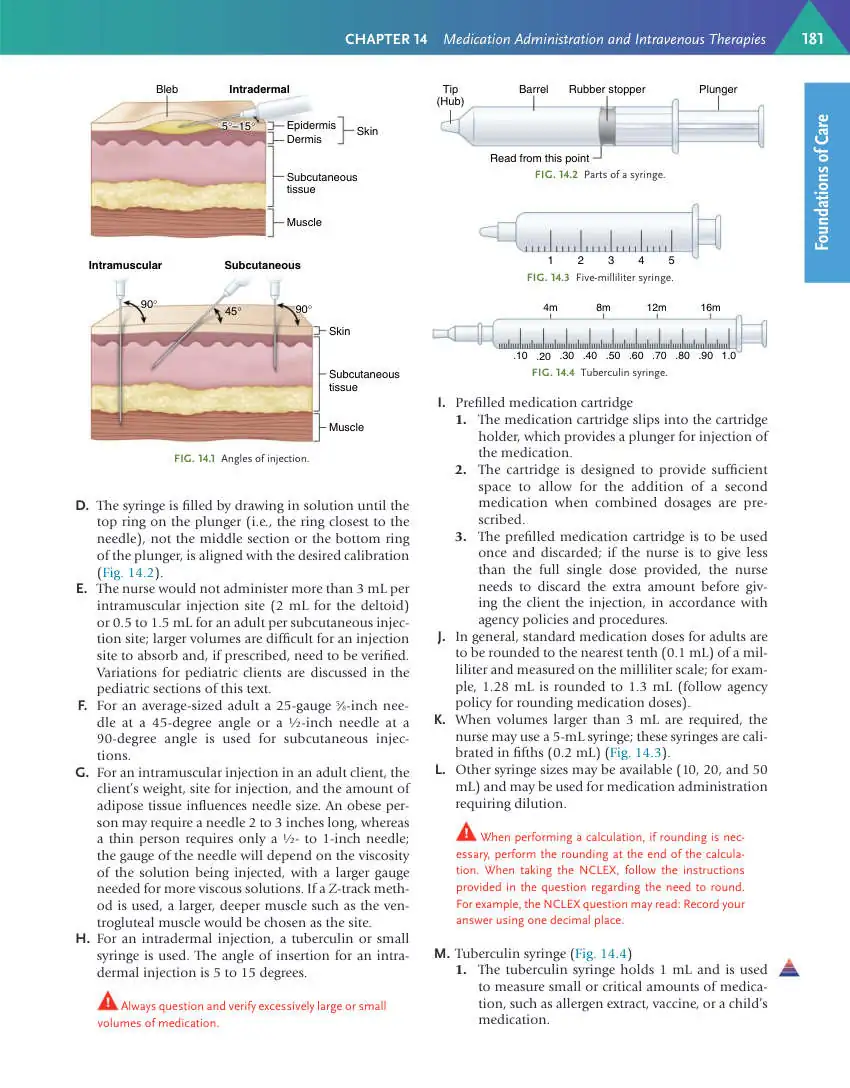 CHAPTER 14 Medication Administration and Intravenous Therapies 181
Foundations of Care
Bleb
Intradermal
5°–15°
Epidermis
Dermis
Skin
Subcutaneous
tissue
Muscle
Intramuscular
Subcutaneous
90°
45°
90°
Skin
Subcutaneous
tissue
Muscle
FIG. 14.1 Angles of injection.
D. The syringe is filled by drawing in solution until the
top ring on the plunger (i.e., the ring closest to the
needle), not the middle section or the bottom ring
of the plunger, is aligned with the desired calibration
(Fig. 14.2).
E. The nurse would not administer more than 3 mL per
intramuscular injection site (2 mL for the deltoid)
or 0.5 to 1.5 mL for an adult per subcutaneous injec-
tion site; larger volumes are difficult for an injection
site to absorb and, if prescribed, need to be verified.
Variations for pediatric clients are discussed in the
pediatric sections of this text.
F. For an average-sized adult a 25-gauge ⅝-inch nee-
dle at a 45-degree angle or a ½-inch needle at a
90-degree angle is used for subcutaneous injec-
tions.
G. For an intramuscular injection in an adult client, the
client’s weight, site for injection, and the amount of
adipose tissue influences needle size. An obese per-
son may require a needle 2 to 3 inches long, whereas
a thin person requires only a ½- to 1-inch needle;
the gauge of the needle will depend on the viscosity
of the solution being injected, with a larger gauge
needed for more viscous solutions. If a Z-track meth-
od is used, a larger, deeper muscle such as the ven-
trogluteal muscle would be chosen as the site.
H. For an intradermal injection, a tuberculin or small
syringe is used. The angle of insertion for an intra-
dermal injection is 5 to 15 degrees.
Always question and verify excessively large or small
volumes of medication.
Tip
(Hub)
Barrel
Rubber stopper
Plunger
Read from this point
FIG. 14.2 Parts of a syringe.
1 2 3 4 5
FIG. 14.3 Five-milliliter syringe.
4m 8m 12m 16m
.10 .20 .30 .40 .50 .60 .70 .80 .90 1.0
FIG. 14.4 Tuberculin syringe.
I. Prefilled medication cartridge
1. The medication cartridge slips into the cartridge
holder, which provides a plunger for injection of
the medication.
2. The cartridge is designed to provide sufficient
space to allow for the addition of a second
medication when combined dosages are pre-
scribed.
3. The prefilled medication cartridge is to be used
once and discarded; if the nurse is to give less
than the full single dose provided, the nurse
needs to discard the extra amount before giv-
ing the client the injection, in accordance with
agency policies and procedures.
J. In general, standard medication doses for adults are
to be rounded to the nearest tenth (0.1 mL) of a mil-
liliter and measured on the milliliter scale; for exam-
ple, 1.28 mL is rounded to 1.3 mL (follow agency
policy for rounding medication doses).
K. When volumes larger than 3 mL are required, the
nurse may use a 5-mL syringe; these syringes are cali-
brated in fifths (0.2 mL) (Fig. 14.3).
L. Other syringe sizes may be available (10, 20, and 50
mL) and may be used for medication administration
requiring dilution.
When performing a calculation, if rounding is nec-
essary, perform the rounding at the end of the calcula-
tion. When taking the NCLEX, follow the instructions
provided in the question regarding the need to round.
For example, the NCLEX question may read: Record your
answer using one decimal place.
M. Tuberculin syringe (Fig. 14.4)
1. The tuberculin syringe holds 1 mL and is used
to measure small or critical amounts of medica-
tion, such as allergen extract, vaccine, or a child’s
medication.